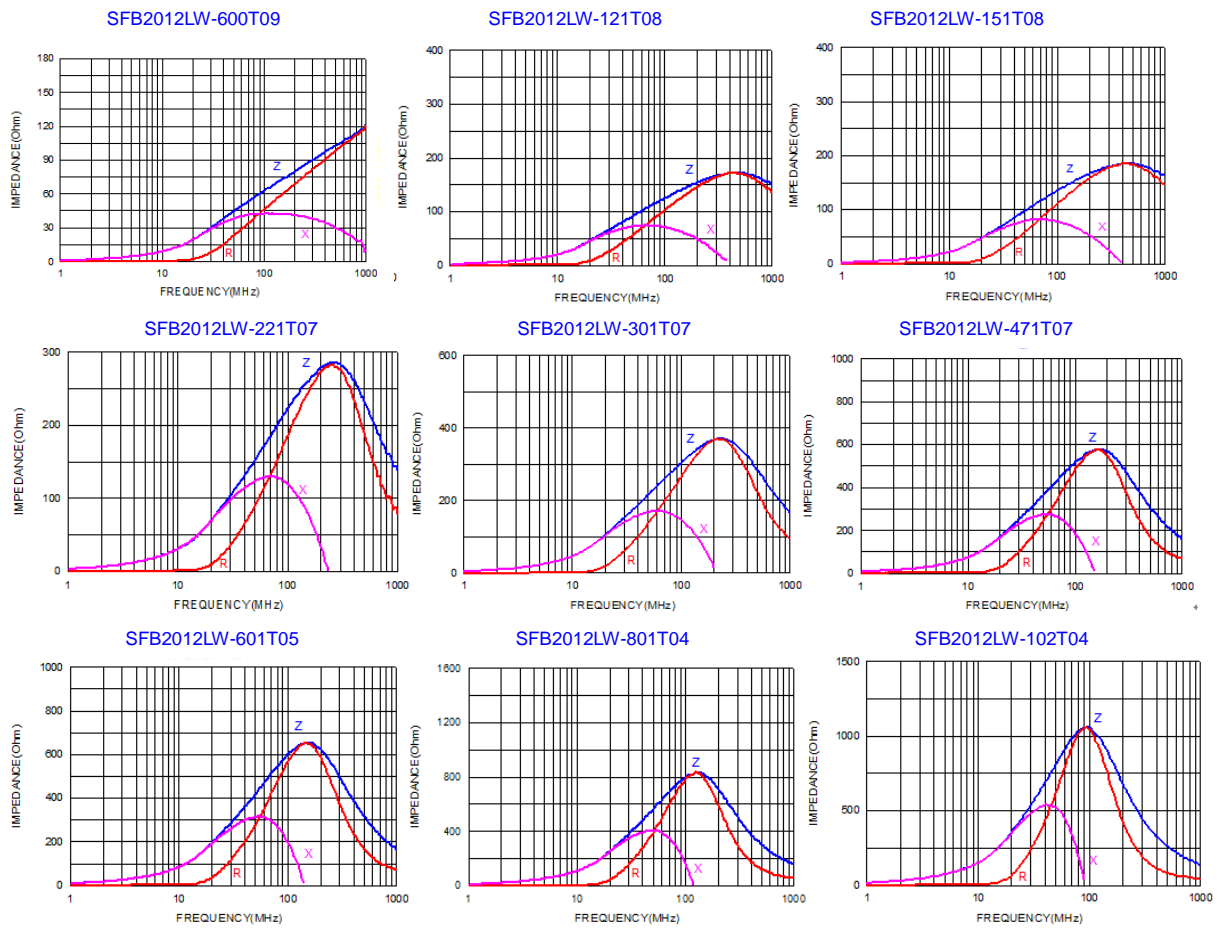 SFB2012LW-600T09
180
150
120
90
60
30
0
IMPEDANCE(Ohm)
Z
X
R
1
10
100
1000
FREQUENCY(MHz)
SFB2012LW-121T08
400
300
200
100
0
IMPEDANCE(Ohm)
Z
X
R
1
10
100
1000
FREQUENCY(MHz)
SFB2012LW-151T08
400
300
200
100
0
IMPEDANCE(Ohm)
Z
X
R
1
10
100
1000
FREQUENCY(MHz)
SFB2012LW-221T07
300
200
100
0
IMPEDANCE(Ohm)
Z
X
R
1
10
100
1000
FREQUENCY(MHz)
SFB2012LW-301T07
600
400
200
0
IMPEDANCE(Ohm)
Z
X
R
1
10
100
1000
FREQUENCY(MHz)
SFB2012LW-471T07
1000
800
600
400
200
0
IMPEDANCE(Ohm)
Z
X
R
1
10
100
1000
FREQUENCY(MHz)
SFB2012LW-601T05
1000
800
600
400
200
0
IMPEDANCE(Ohm)
Z
X
R
1
10
100
1000
FREQUENCY(MHz)
SFB2012LW-801T04
1600
1200
800
400
0
IMPEDANCE(Ohm)
Z
X
R
1
10
100
1000
FREQUENCY(MHz)
SFB2012LW-102T04
1500
1000
500
0
IMPEDANCE(Ohm)
Z
X
R
1
10
100
1000
FREQUENCY(MHz)